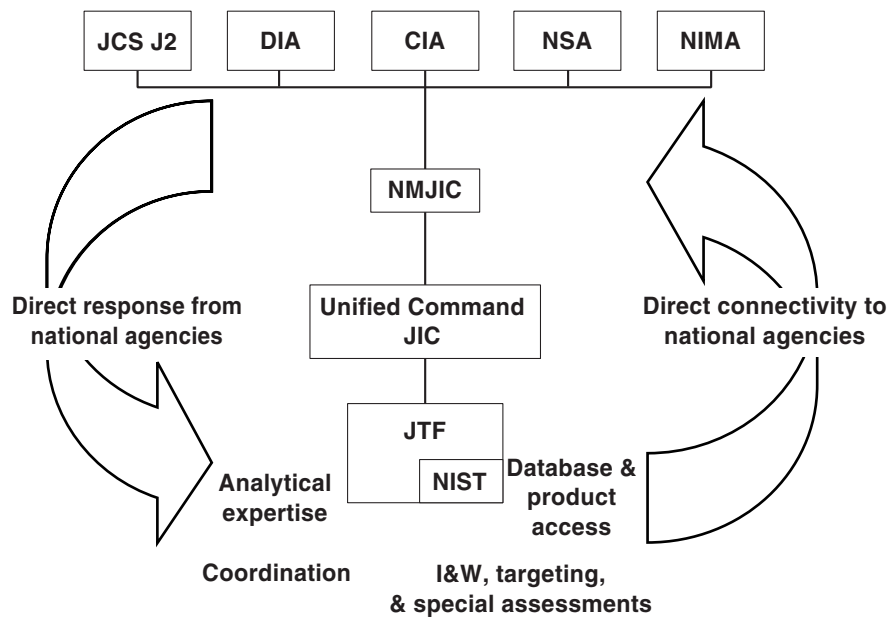 JCS J2
DIA
CIA
NSA
NIMA
NMJIC
Direct response from
national agencies
Unified Command
JIC
Direct connectivity to
national agencies
JTF
NIST
Analytical
expertise
Database &
product
access
Coordination
I&W, targeting,
& special assessments